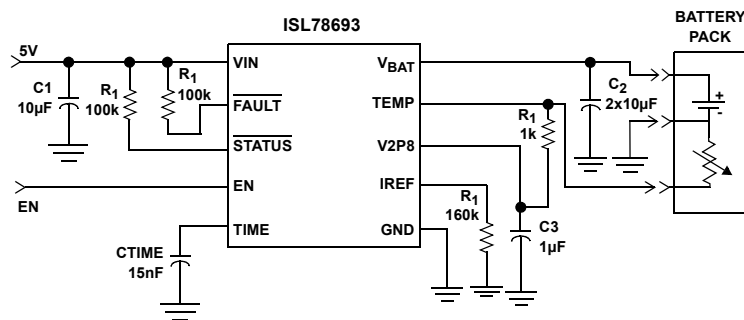 ISL78693
BATTERY
PACK
5V
C1
10µF
R1
100k
R1
100k
VIN
FAULT
STATUS
EN
TIME
VBAT
TEMP
V2P8
IREF
GND
EN
CTIME
15nF
R1
1k
C2
2x10µF
R1
160k
C3
1µF
+
-